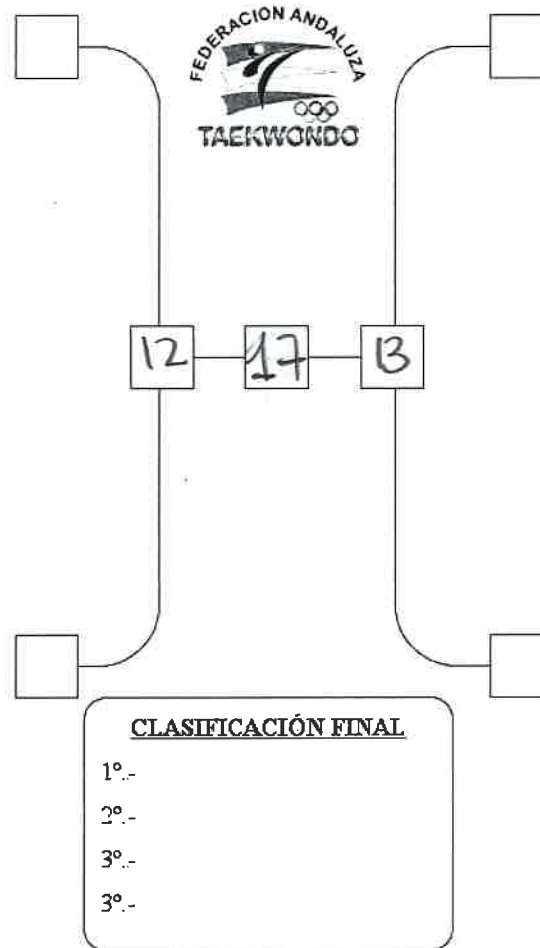 FEDERACION ANDALUZA
TAEKWONDO
12 17 13
CLASIFICACIÓN FINAL
1º.-
2º.-
3º.-
3º.-